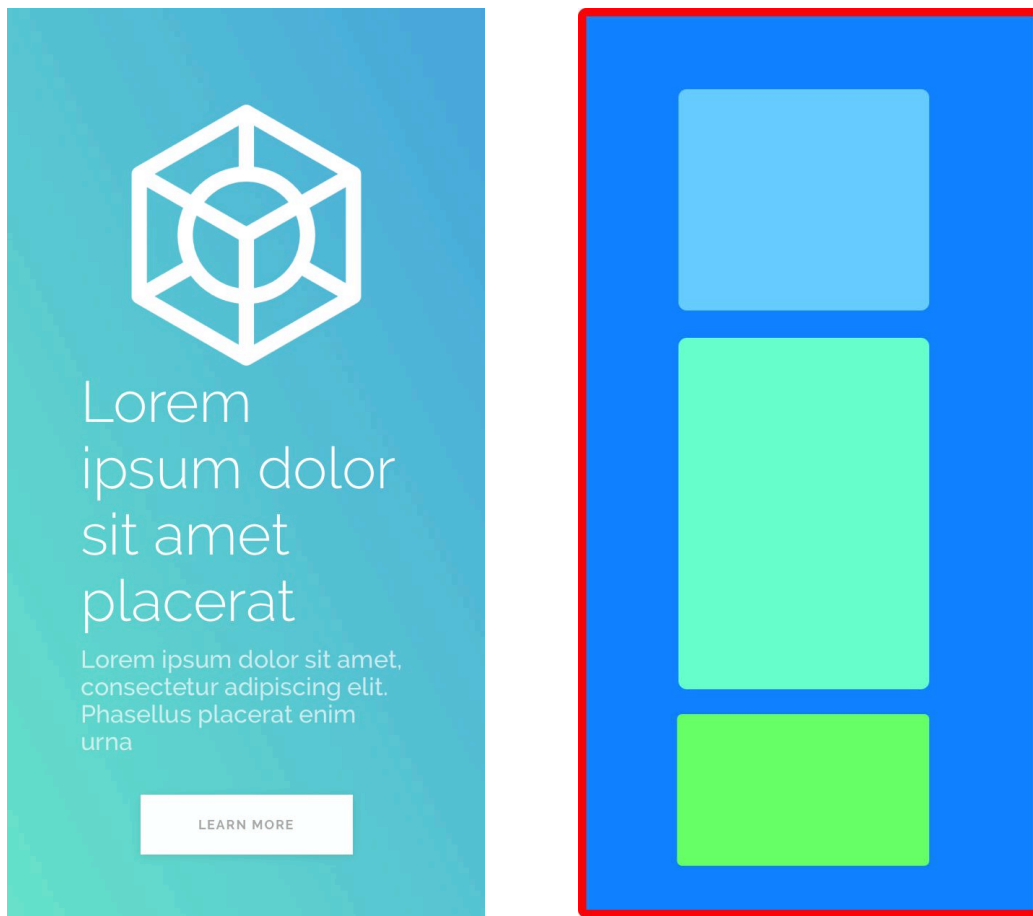 Lorem
ipsum dolor
sit amet
placerat
Lorem ipsum dolor sit amet,
consectetur adipiscing elit.
Phasellus placerat enim
urna
LEARN MORE